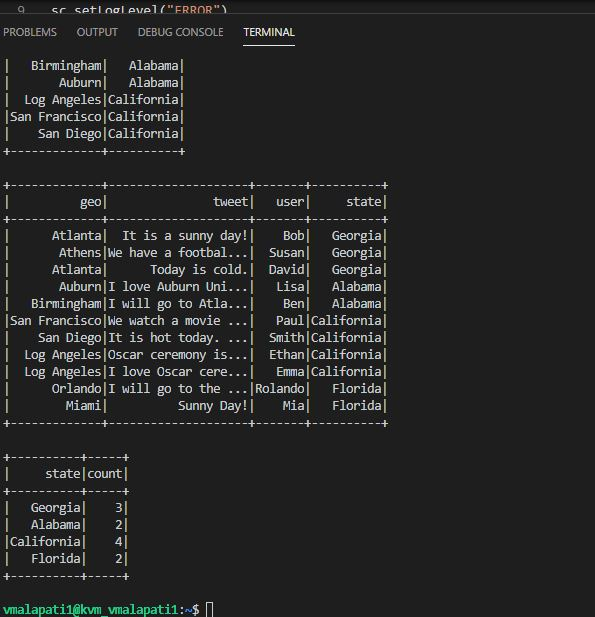 9 sc.setLogLevel("ERROR")
PROBLEMS OUTPUT DEBUG CONSOLE TERMINAL
|   Birmingham|   Alabama|
|       Auburn|   Alabama|
|  Log Angeles|California|
|San Francisco|California|
|    San Diego|California|
+-------------+----------+
+-------------+--------------------+-------+----------+
|          geo|               tweet|   user|     state|
+-------------+--------------------+-------+----------+
|      Atlanta|  It is a sunny day!|    Bob|   Georgia|
|       Athens|We have a footbal...|  Susan|   Georgia|
|      Atlanta|      Today is cold.|  David|   Georgia|
|       Auburn|I love Auburn Uni...|   Lisa|   Alabama|
|   Birmingham|I will go to Atla...|    Ben|   Alabama|
|San Francisco|We watch a movie ...|   Paul|California|
|    San Diego|It is hot today. ...|  Smith|California|
|  Log Angeles|Oscar ceremony is...|  Ethan|California|
|  Log Angeles|I love Oscar cere...|   Emma|California|
|      Orlando|I will go to the ...|Rolando|   Florida|
|        Miami|          Sunny Day!|    Mia|   Florida|
+-------------+--------------------+-------+----------+
+----------+-----+
|     state|count|
+----------+-----+
|   Georgia|    3|
|   Alabama|    2|
|California|    4|
|   Florida|    2|
+----------+-----+
vmalapati1@kvm_vmalapati1:~$